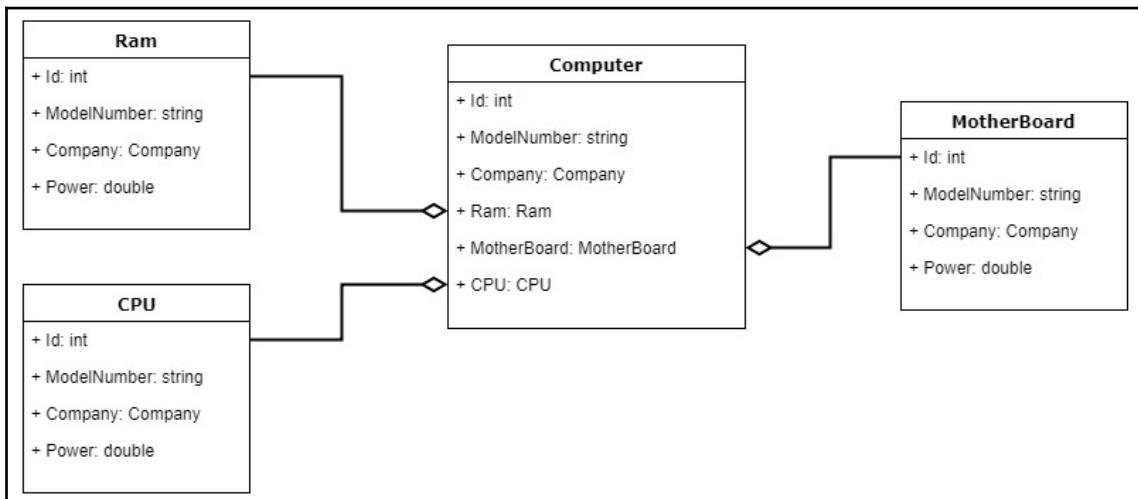 Ram
+ Id: int
+ ModelNumber: string
+ Company: Company
+ Power: double
CPU
+ Id: int
+ ModelNumber: string
+ Company: Company
+ Power: double
Computer
+ Id: int
+ ModelNumber: string
+ Company: Company
+ Ram: Ram
+ MotherBoard: MotherBoard
+ CPU: CPU
MotherBoard
+ Id: int
+ ModelNumber: string
+ Company: Company
+ Power: double